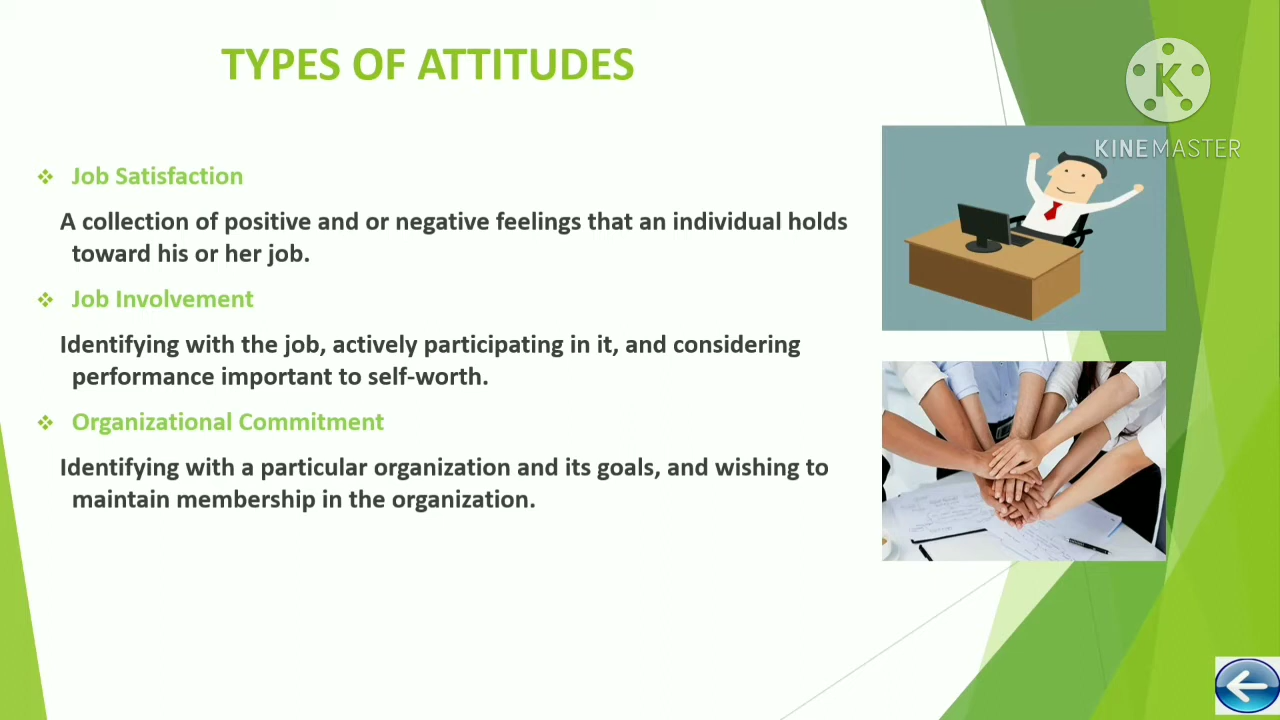 TYPES OF ATTITUDES
Job Satisfaction
A collection of positive and or negative feelings that an individual holds
toward his or her job.
Job Involvement
Identifying with the job, actively participating in it, and considering
performance important to self-worth.
Organizational Commitment
Identifying with a particular organization and its goals, and wishing to
maintain membership in the organization.
K
KINEMASTER